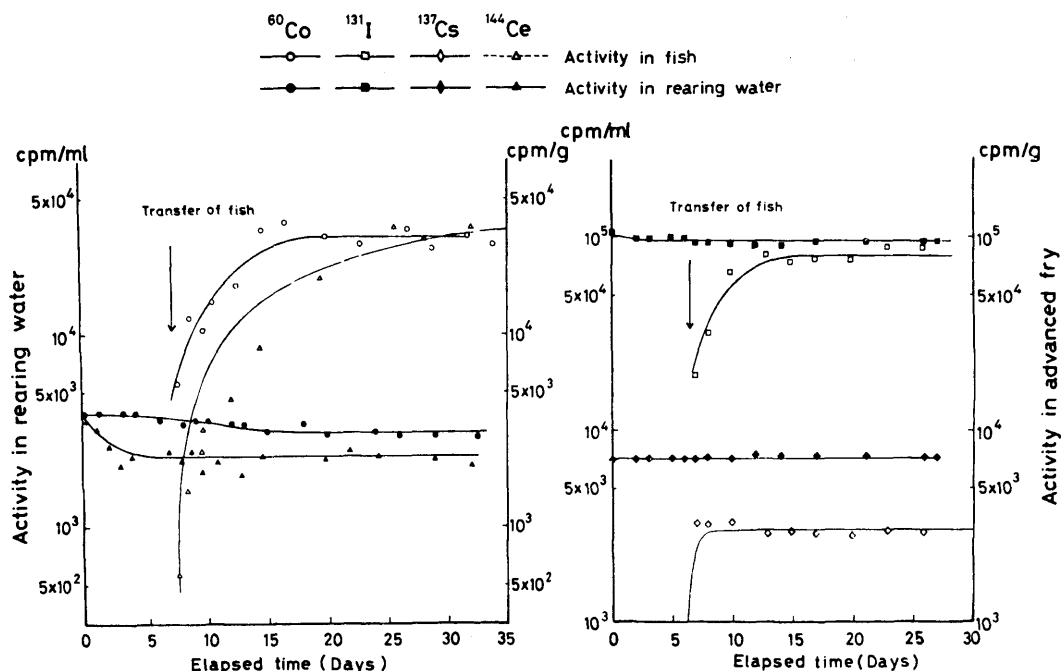 ⁶⁰Co ¹³¹I ¹³⁷Cs ¹⁴⁴Ce
Activity in fish
Activity in rearing water
cpm/ml
cpm/g
5x10⁴
10⁴
5x10³
10³
5x10²
5x10⁴
10⁴
5x10³
10³
5x10²
Transfer of fish
Activity in rearing water
0 5 10 15 20 25 30 35
Elapsed time (Days)
cpm/ml
cpm/g
10⁵
5x10⁴
10⁴
5x10³
10³
10⁵
5x10⁴
10⁴
5x10³
10³
Transfer of fish
Activity in advanced fry
0 5 10 15 20 25 30
Elapsed time (Days)